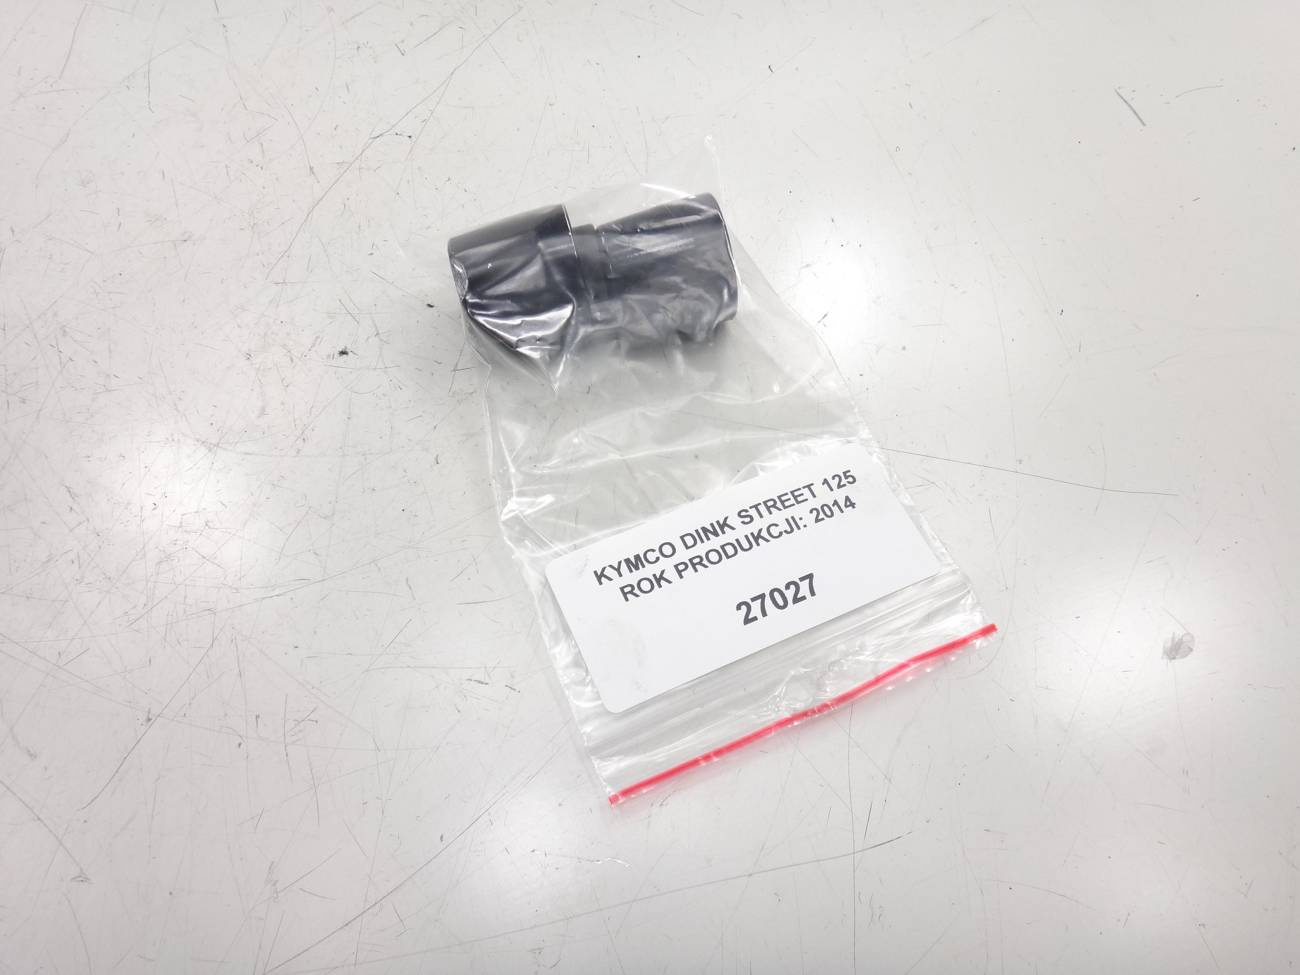 KYMCO DINK STREET 125
ROK PRODUKCJI: 2014
27027